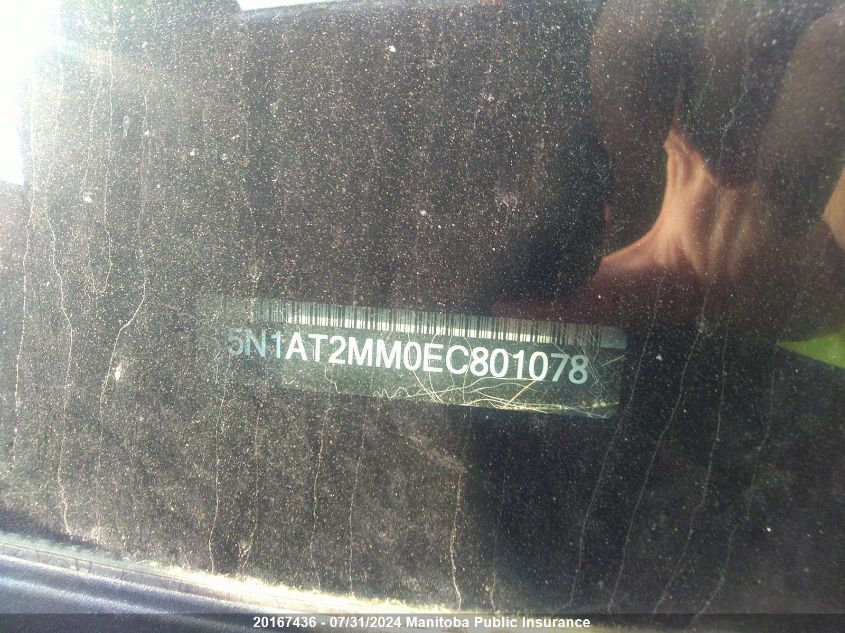 5N1AT2MM0EC801078
20167436 - 07/31/2024 Manitoba Public Insurance